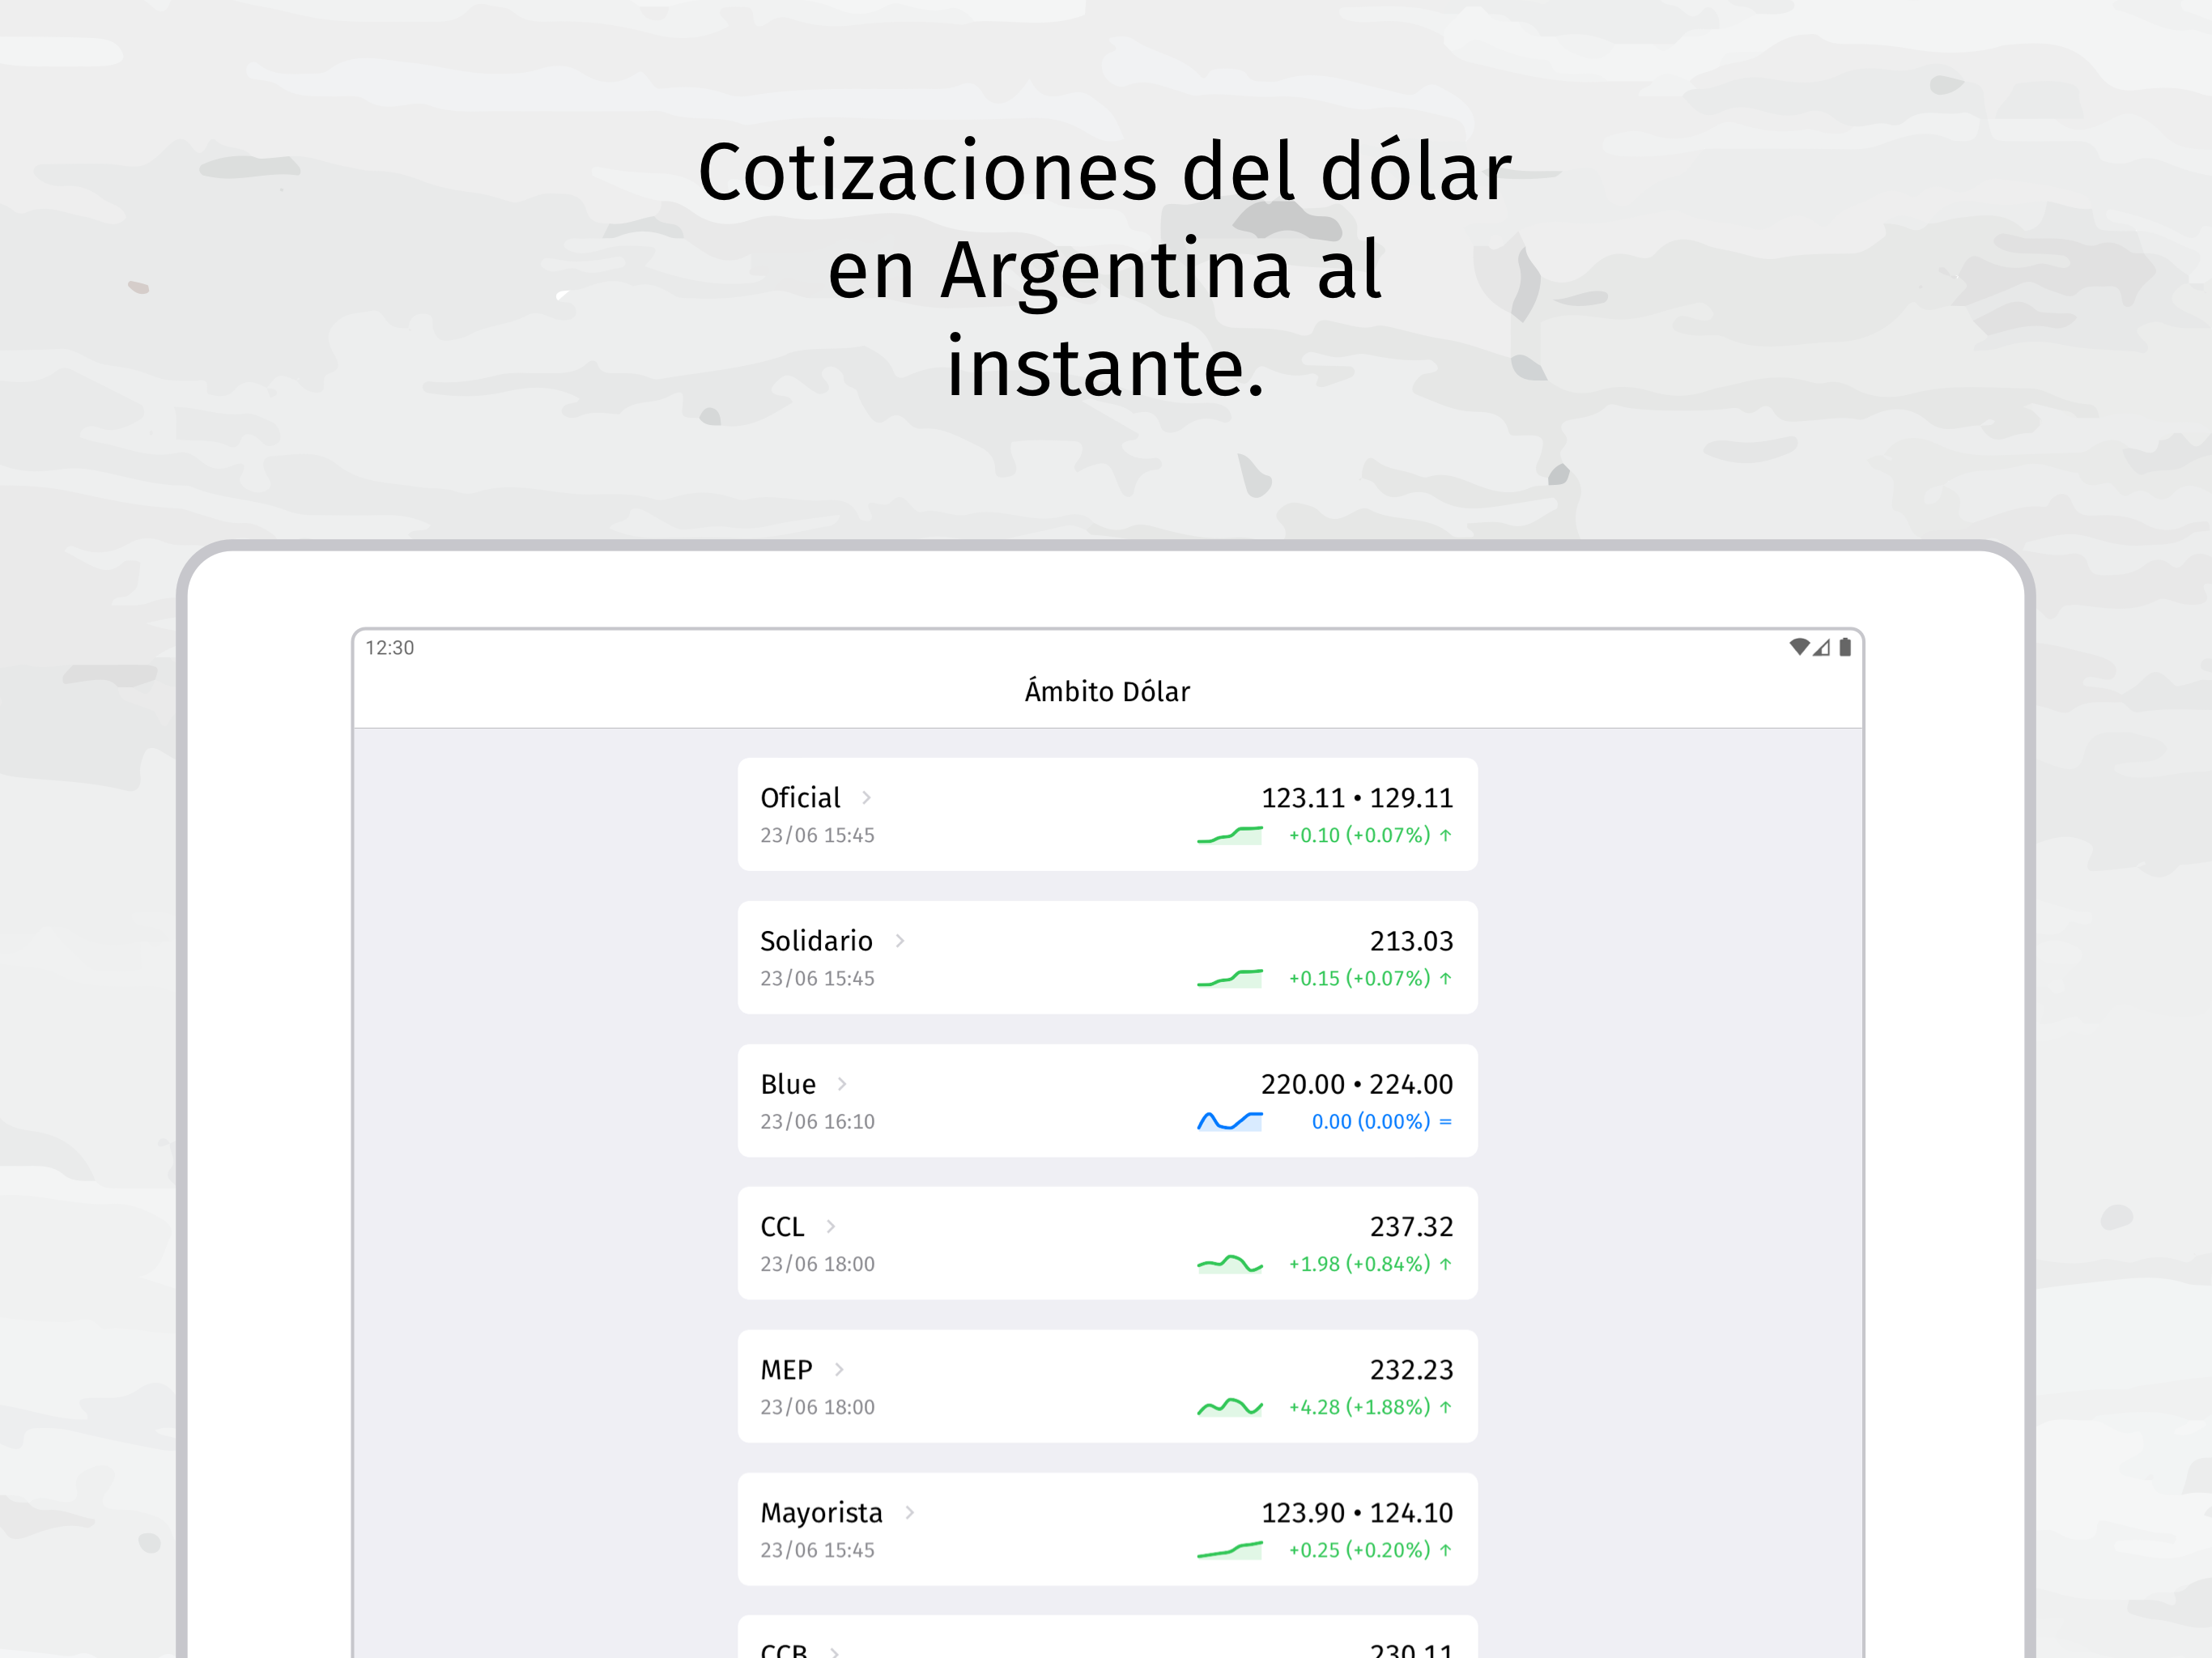 Cotizaciones del dólar
en Argentina al
instante.
12:30
Ámbito Dólar
Oficial 123.11 • 129.11
23/06 15:45 +0.10 (+0.07%) ↑
Solidario 213.03
23/06 15:45 +0.15 (+0.07%) ↑
Blue 220.00 • 224.00
23/06 16:10 0.00 (0.00%) =
CCL 237.32
23/06 18:00 +1.98 (+0.84%) ↑
MEP 232.23
23/06 18:00 +4.28 (+1.88%) ↑
Mayorista 123.90 • 124.10
23/06 15:45 +0.25 (+0.20%) ↑
CCB 230.11